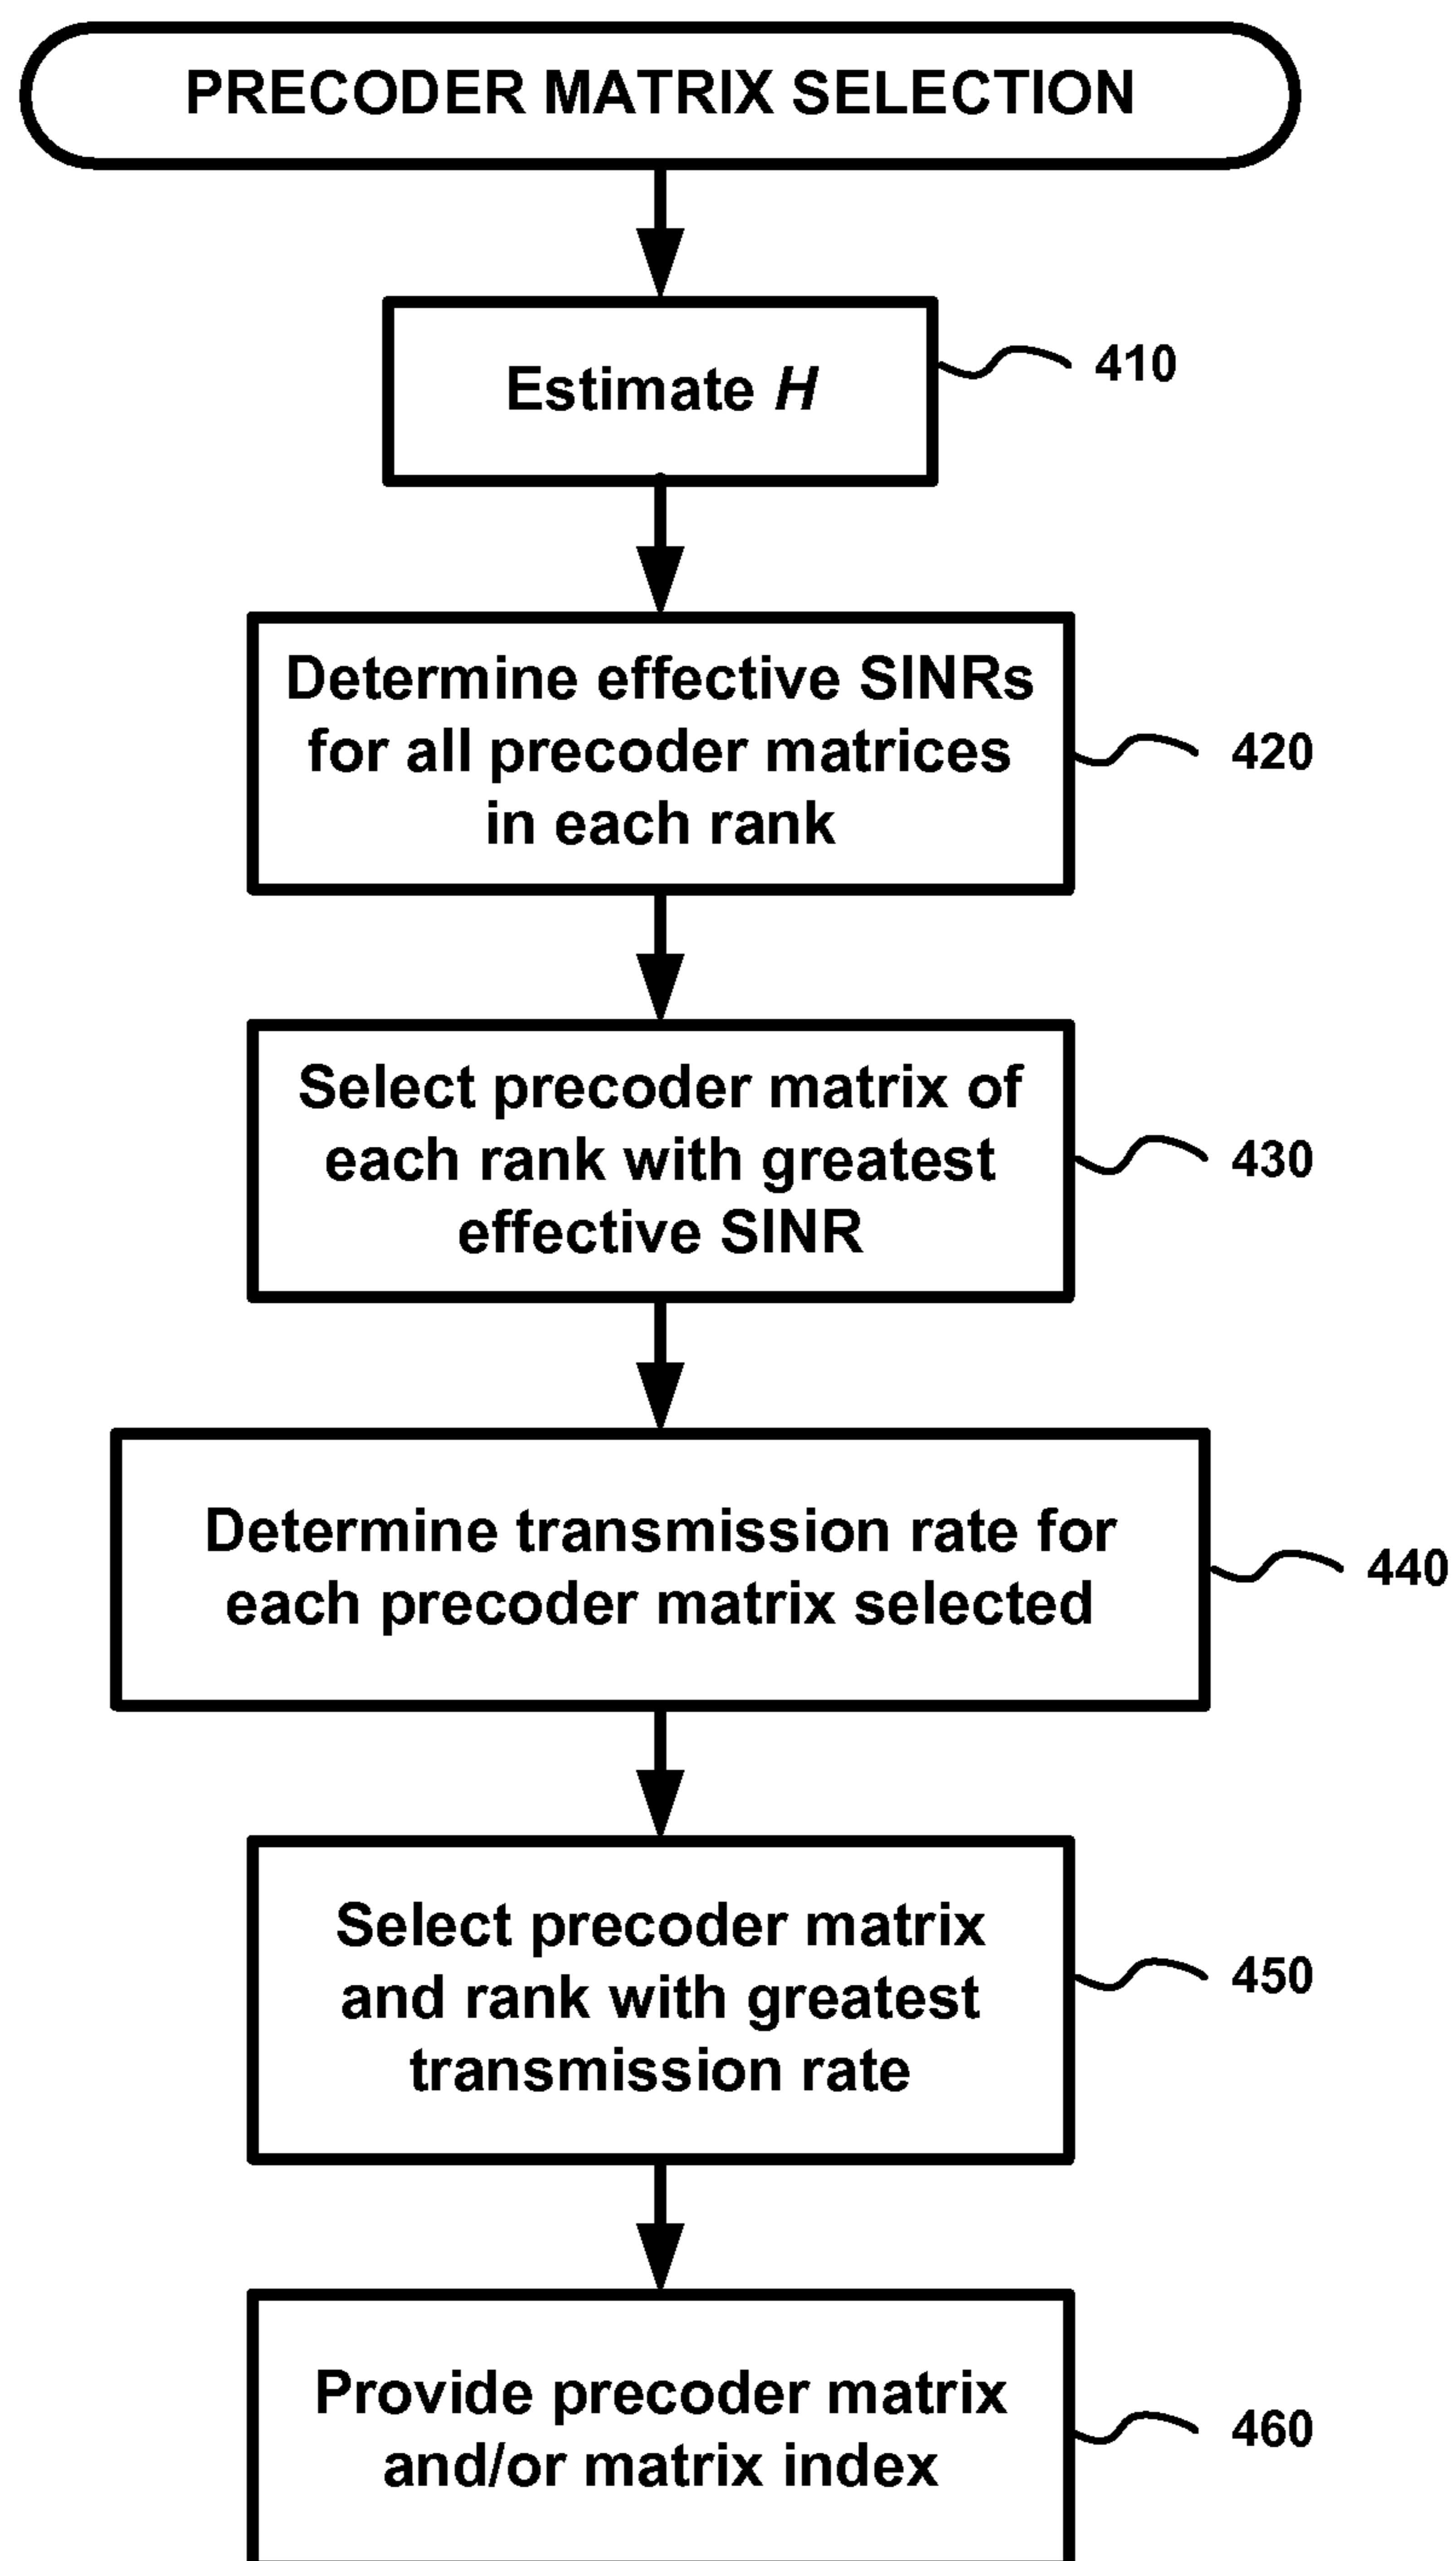 PRECODER MATRIX SELECTION
Estimate H
410
Determine effective SINRs
for all precoder matrices
in each rank
420
Select precoder matrix of
each rank with greatest
effective SINR
430
Determine transmission rate for
each precoder matrix selected
440
Select precoder matrix
and rank with greatest
transmission rate
450
Provide precoder matrix
and/or matrix index
460